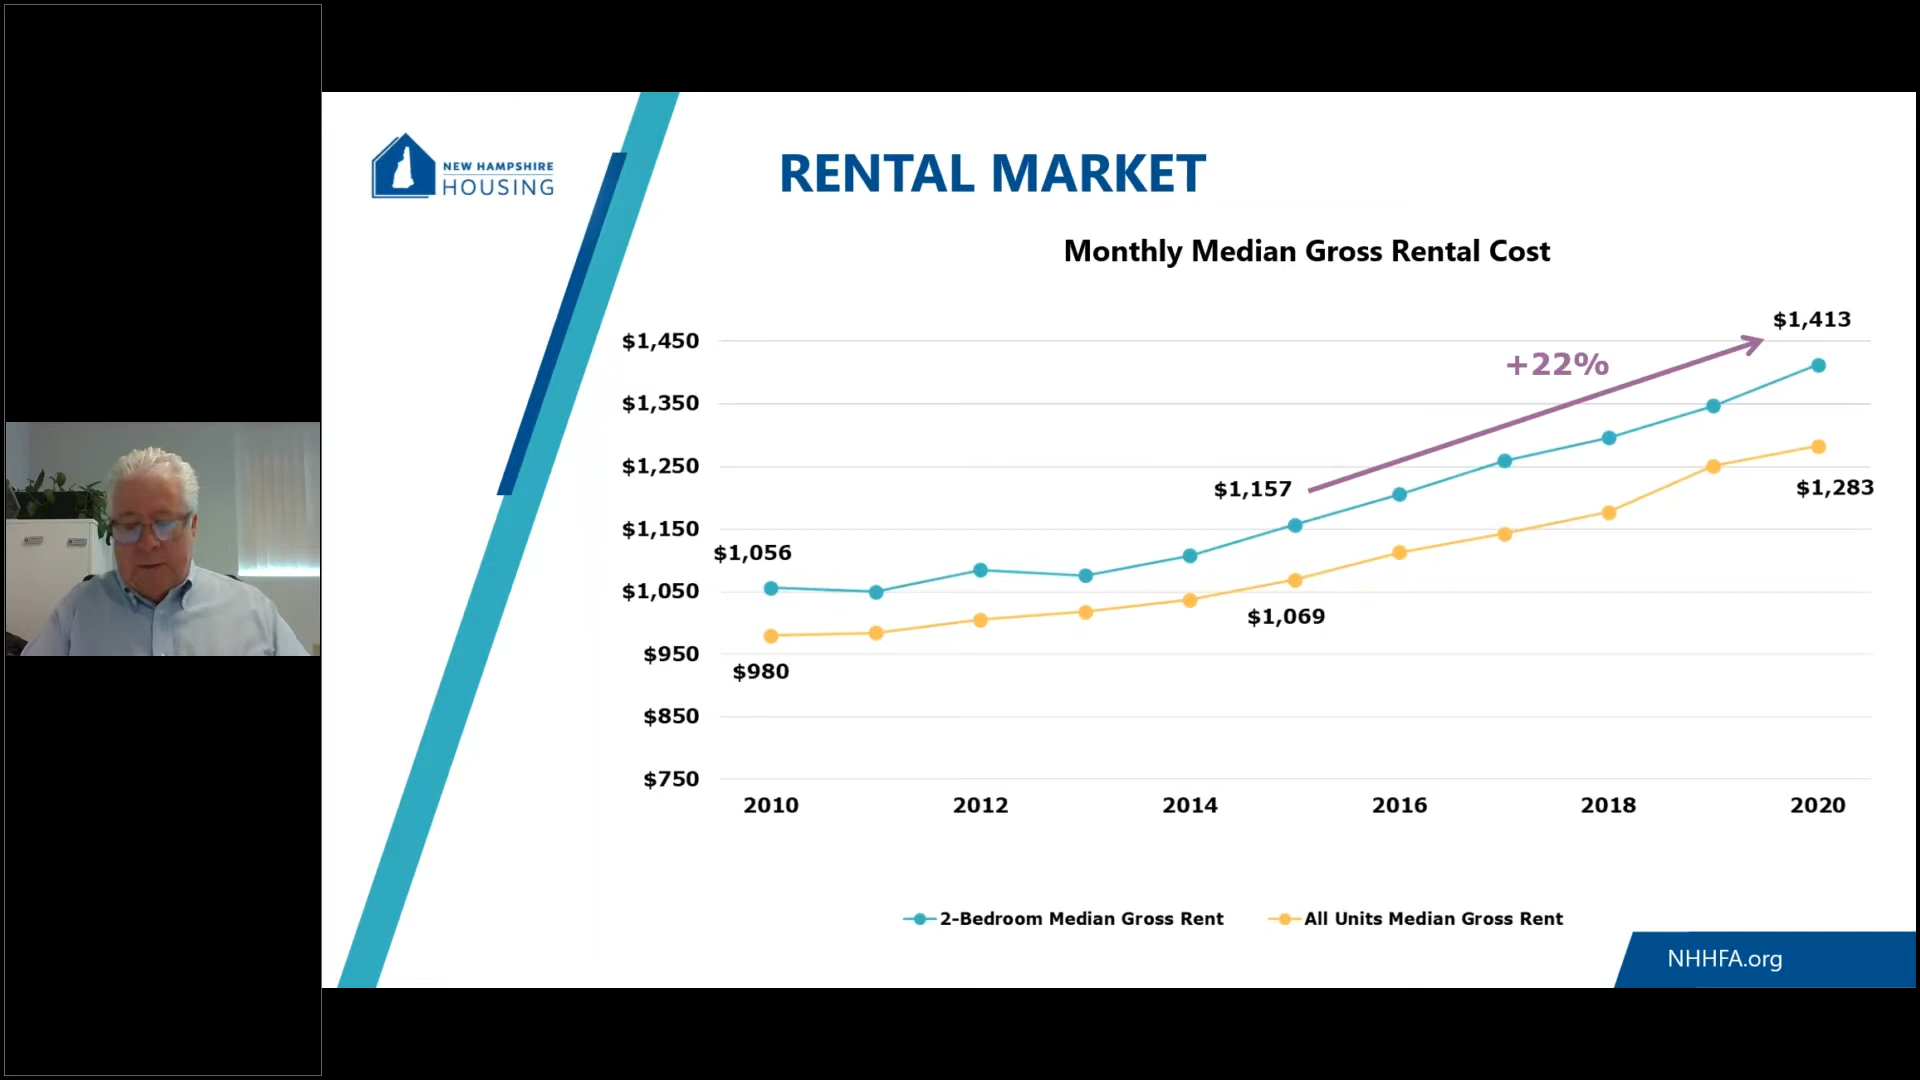 NEW HAMPSHIRE
HOUSING
RENTAL MARKET
Monthly Median Gross Rental Cost
$1,413
$1,450
+22%
$1,350
$1,250
$1,157
$1,283
$1,150
$1,056
$1,050
$1,069
$950
$980
$850
$750
2010 2012 2014 2016 2018 2020
2-Bedroom Median Gross Rent All Units Median Gross Rent
NHHFA.org